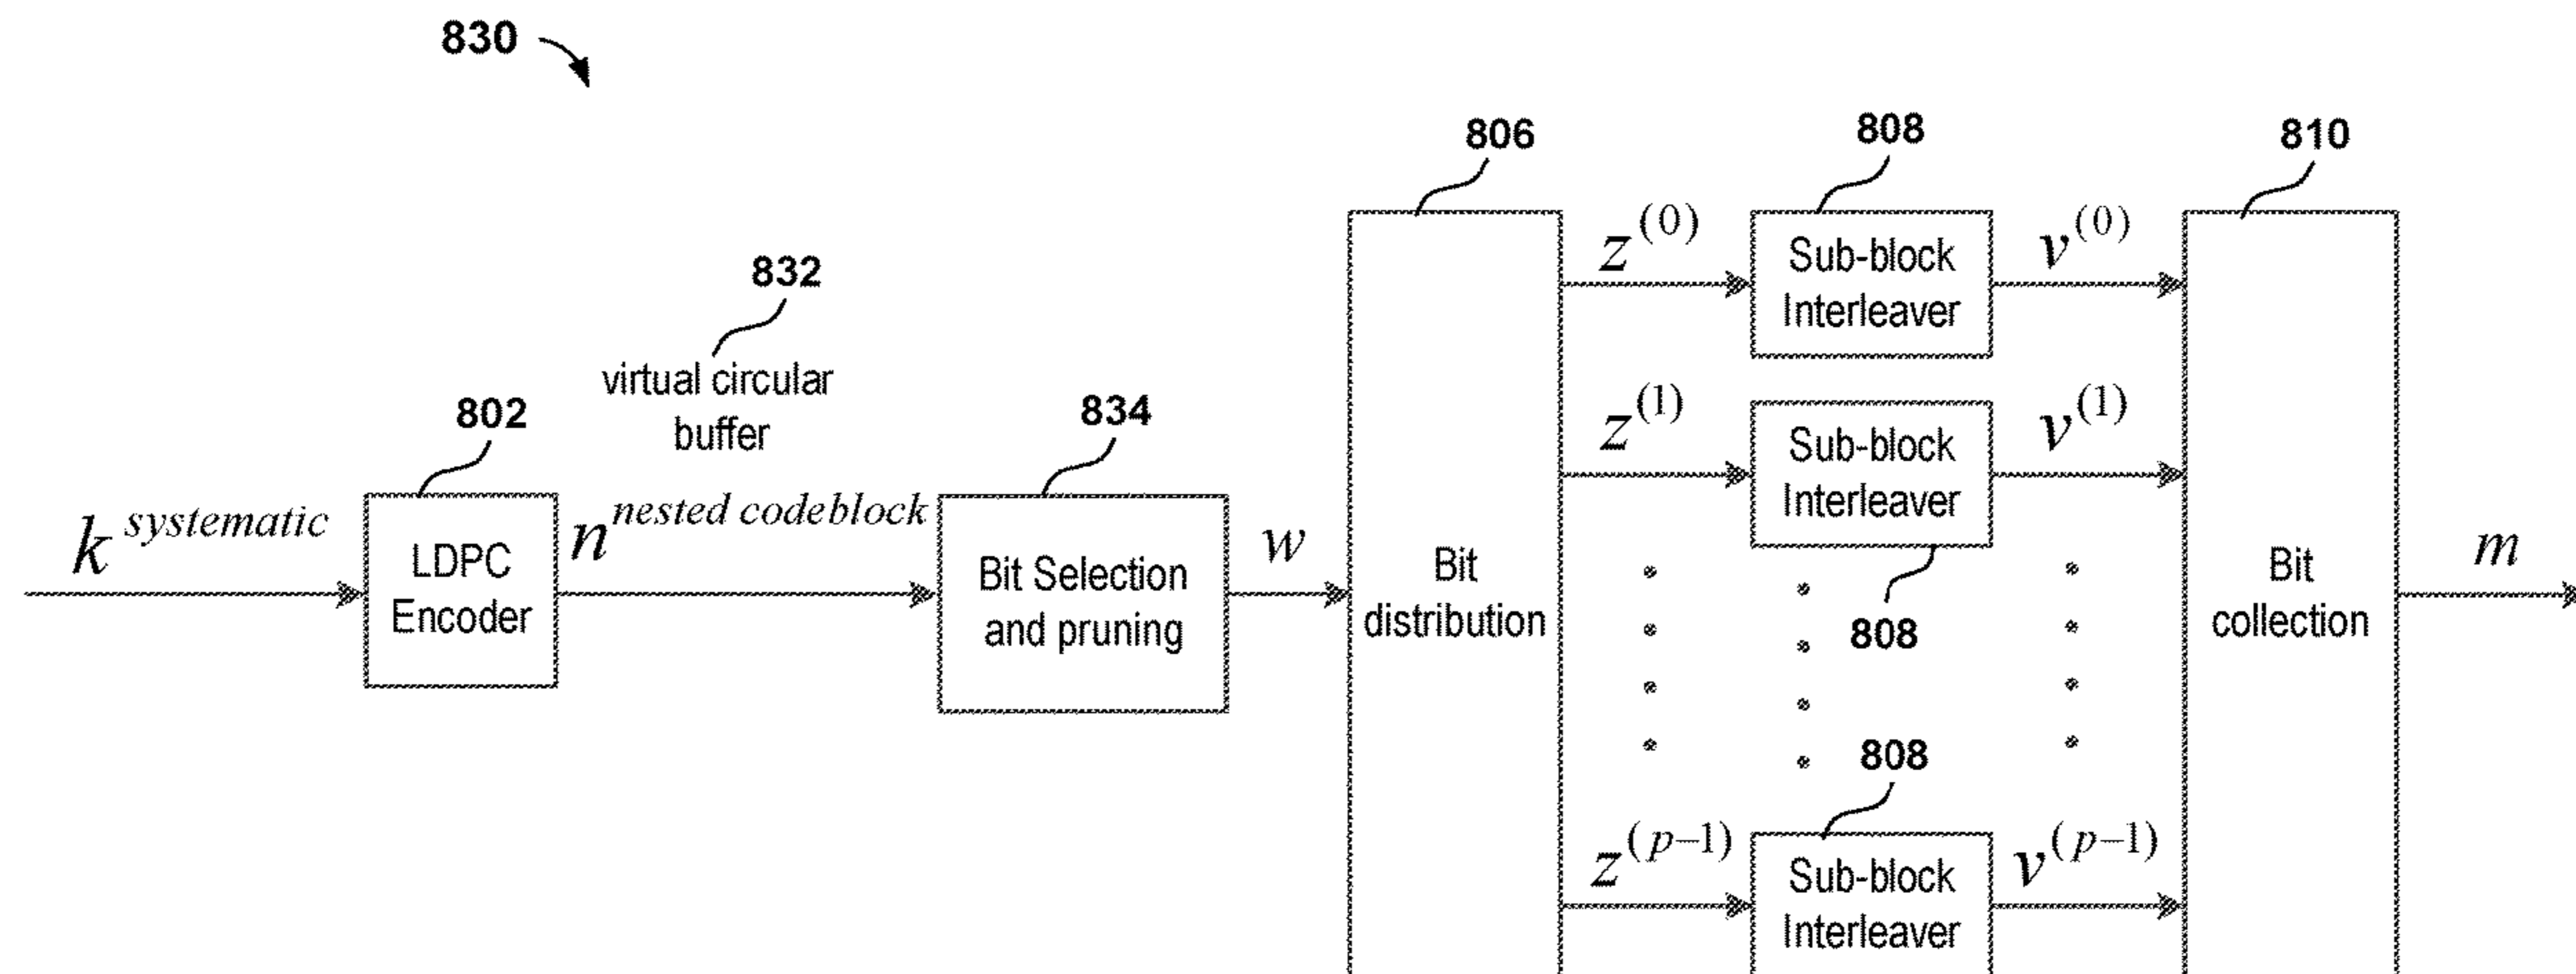 830
806
808
810
z^(0)
Sub-block
Interleaver
v^(0)
832
virtual circular
buffer
802
834
z^(1)
Sub-block
Interleaver
v^(1)
k^systematic
LDPC
Encoder
n^nested codeblock
Bit Selection
and pruning
w
Bit
distribution
808
Bit
collection
m
808
z^(p-1)
Sub-block
Interleaver
v^(p-1)